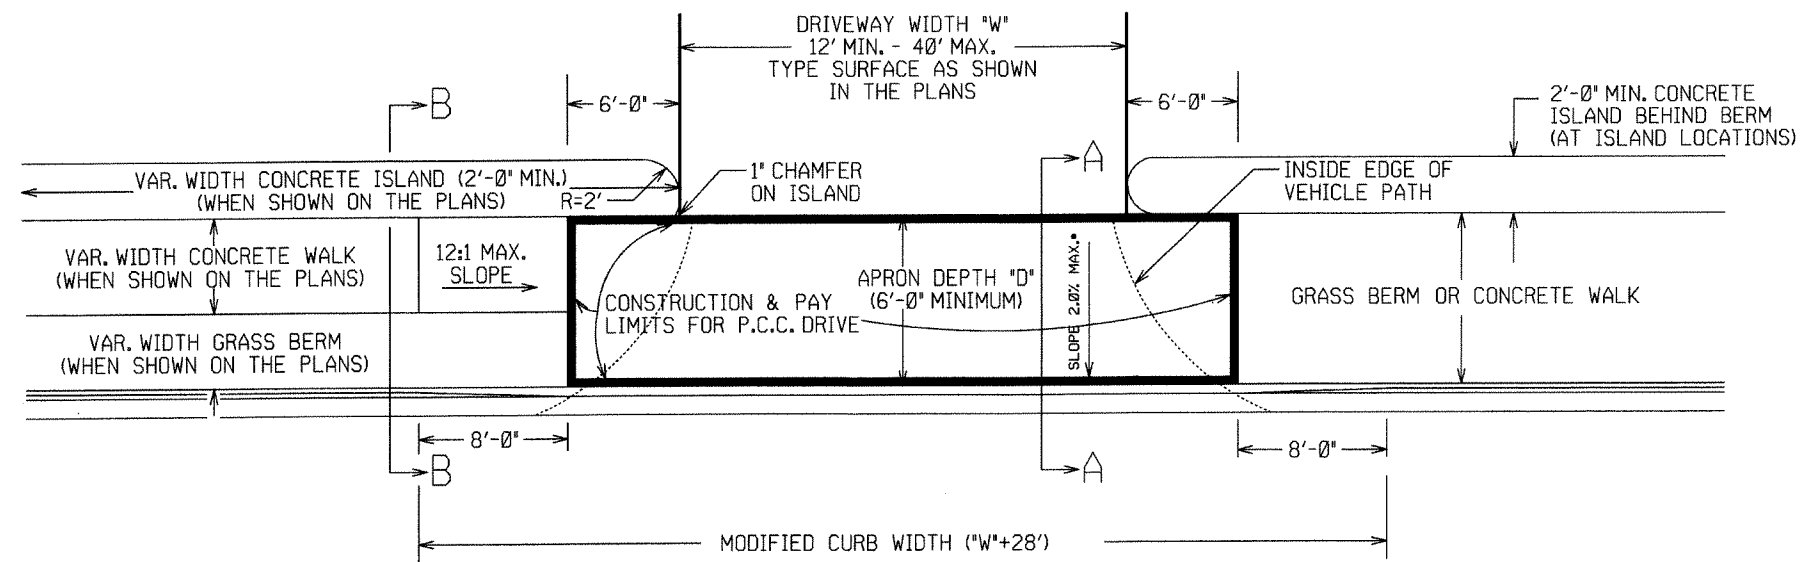 DRIVEWAY WIDTH "W"
12' MIN. - 40' MAX.
TYPE SURFACE AS SHOWN
IN THE PLANS
B
6'-0"
6'-0"
2'-0" MIN. CONCRETE
ISLAND BEHIND BERM
(AT ISLAND LOCATIONS)
A
VAR. WIDTH CONCRETE ISLAND (2'-0" MIN.)
(WHEN SHOWN ON THE PLANS)
R=2'
1" CHAMFER
ON ISLAND
INSIDE EDGE OF
VEHICLE PATH
VAR. WIDTH CONCRETE WALK
(WHEN SHOWN ON THE PLANS)
12:1 MAX.
SLOPE
CONSTRUCTION & PAY
LIMITS FOR P.C.C. DRIVE
APRON DEPTH "D"
(6'-0" MINIMUM)
SLOPE 2.0% MAX.*
GRASS BERM OR CONCRETE WALK
VAR. WIDTH GRASS BERM
(WHEN SHOWN ON THE PLANS)
8'-0"
8'-0"
B
A
MODIFIED CURB WIDTH ("W"+28')